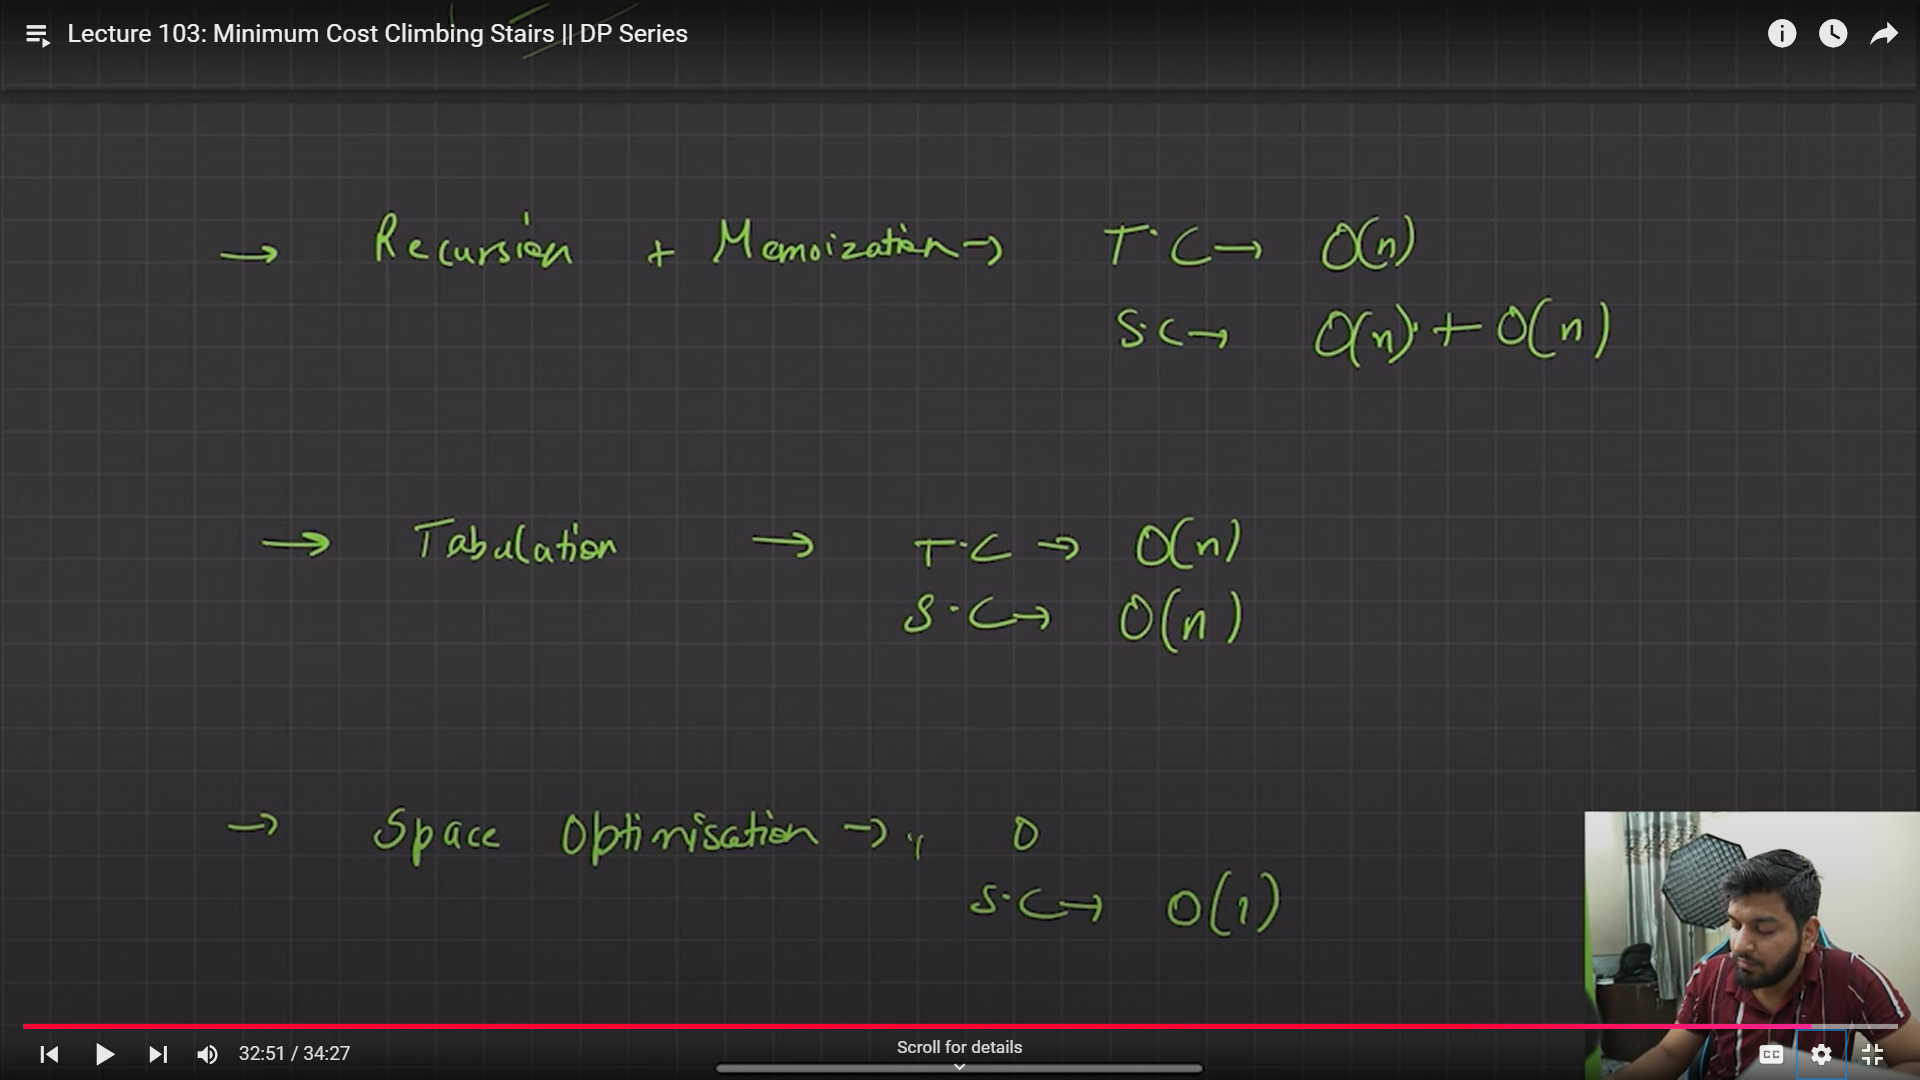 Lecture 103: Minimum Cost Climbing Stairs || DP Series
→ Recursion + Memoization → T.C → O(n)
S.C → O(n) + O(n)
→ Tabulation → T.C → O(n)
S.C → O(n)
→ Space Optimisation → O
S.C → O(1)
32:51 / 34:27
Scroll for details
CC